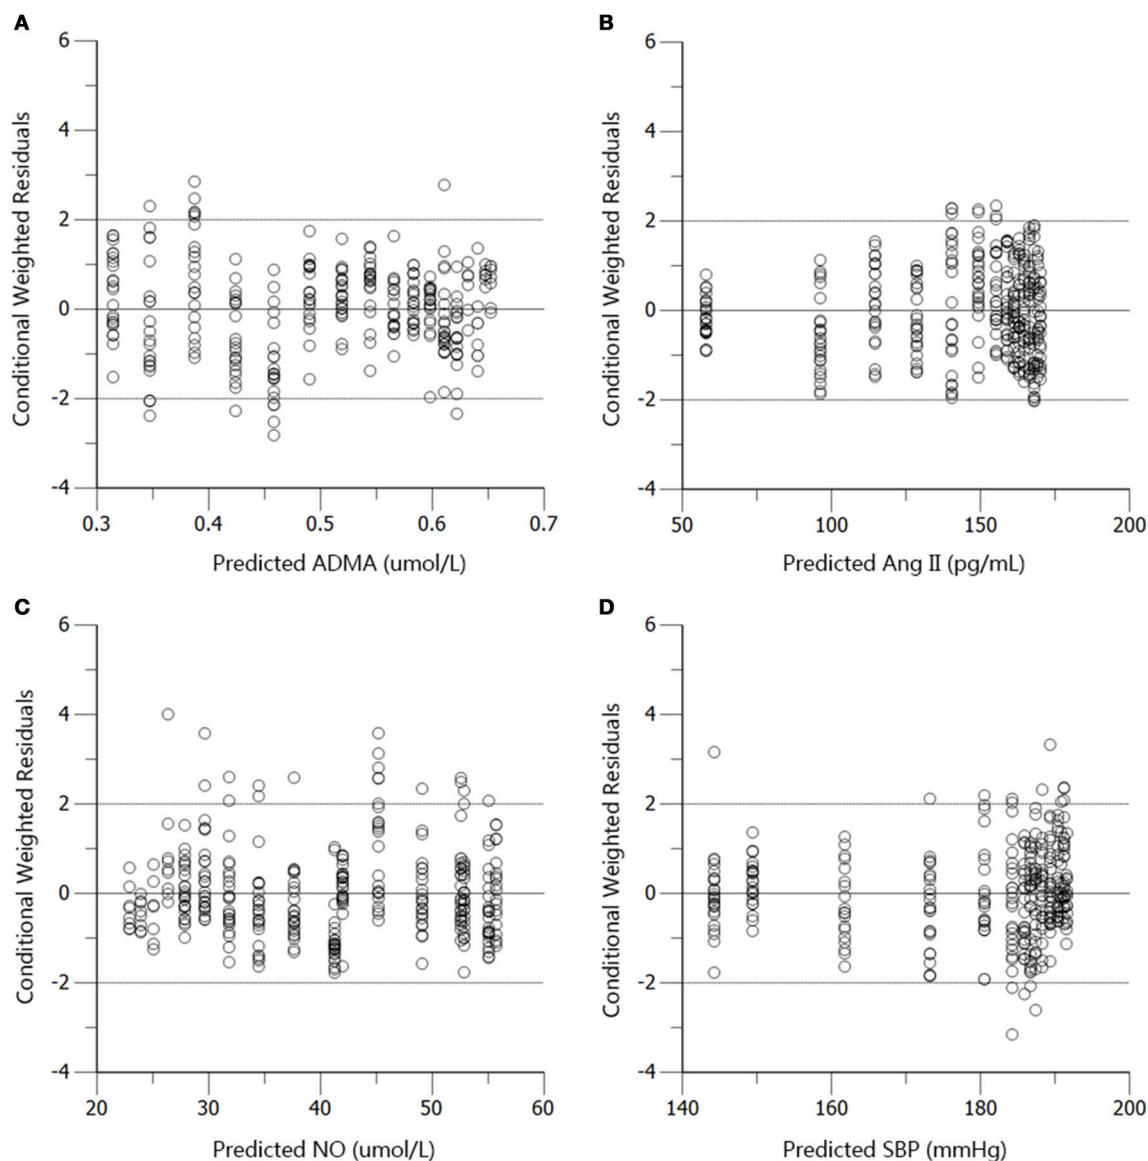 A
B
6
4
2
0
-2
-4
Conditional Weighted Residuals
0.3 0.4 0.5 0.6 0.7
Predicted ADMA (umol/L)
6
4
2
0
-2
-4
Conditional Weighted Residuals
50 100 150 200
Predicted Ang II (pg/mL)
C
D
6
4
2
0
-2
-4
Conditional Weighted Residuals
20 30 40 50 60
Predicted NO (umol/L)
6
4
2
0
-2
-4
Conditional Weighted Residuals
140 160 180 200
Predicted SBP (mmHg)